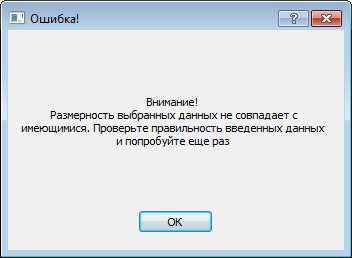 Ошибка!
Внимание!
Размерность выбранных данных не совпадает с
имеющимися. Проверьте правильность введенных данных
и попробуйте еще раз
OK